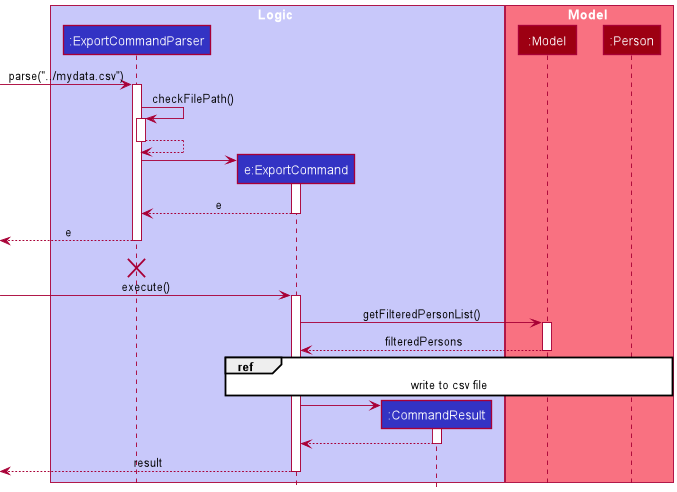 Logic
Model
:ExportCommandParser
:Model
:Person
parse("../mydata.csv")
checkFilePath()
e:ExportCommand
e
e
execute()
getFilteredPersonList()
filteredPersons
ref
write to csv file
:CommandResult
result